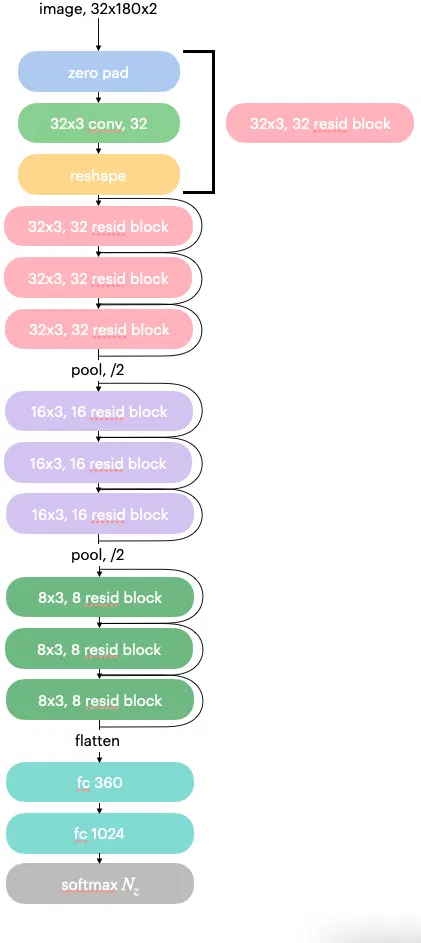 image, 32x180x2
zero pad
32x3 conv, 32
32x3, 32 resid block
reshape
32x3, 32 resid block
32x3, 32 resid block
32x3, 32 resid block
pool, /2
16x3, 16 resid block
16x3, 16 resid block
16x3, 16 resid block
pool, /2
8x3, 8 resid block
8x3, 8 resid block
8x3, 8 resid block
flatten
fc 360
fc 1024
softmax N_z